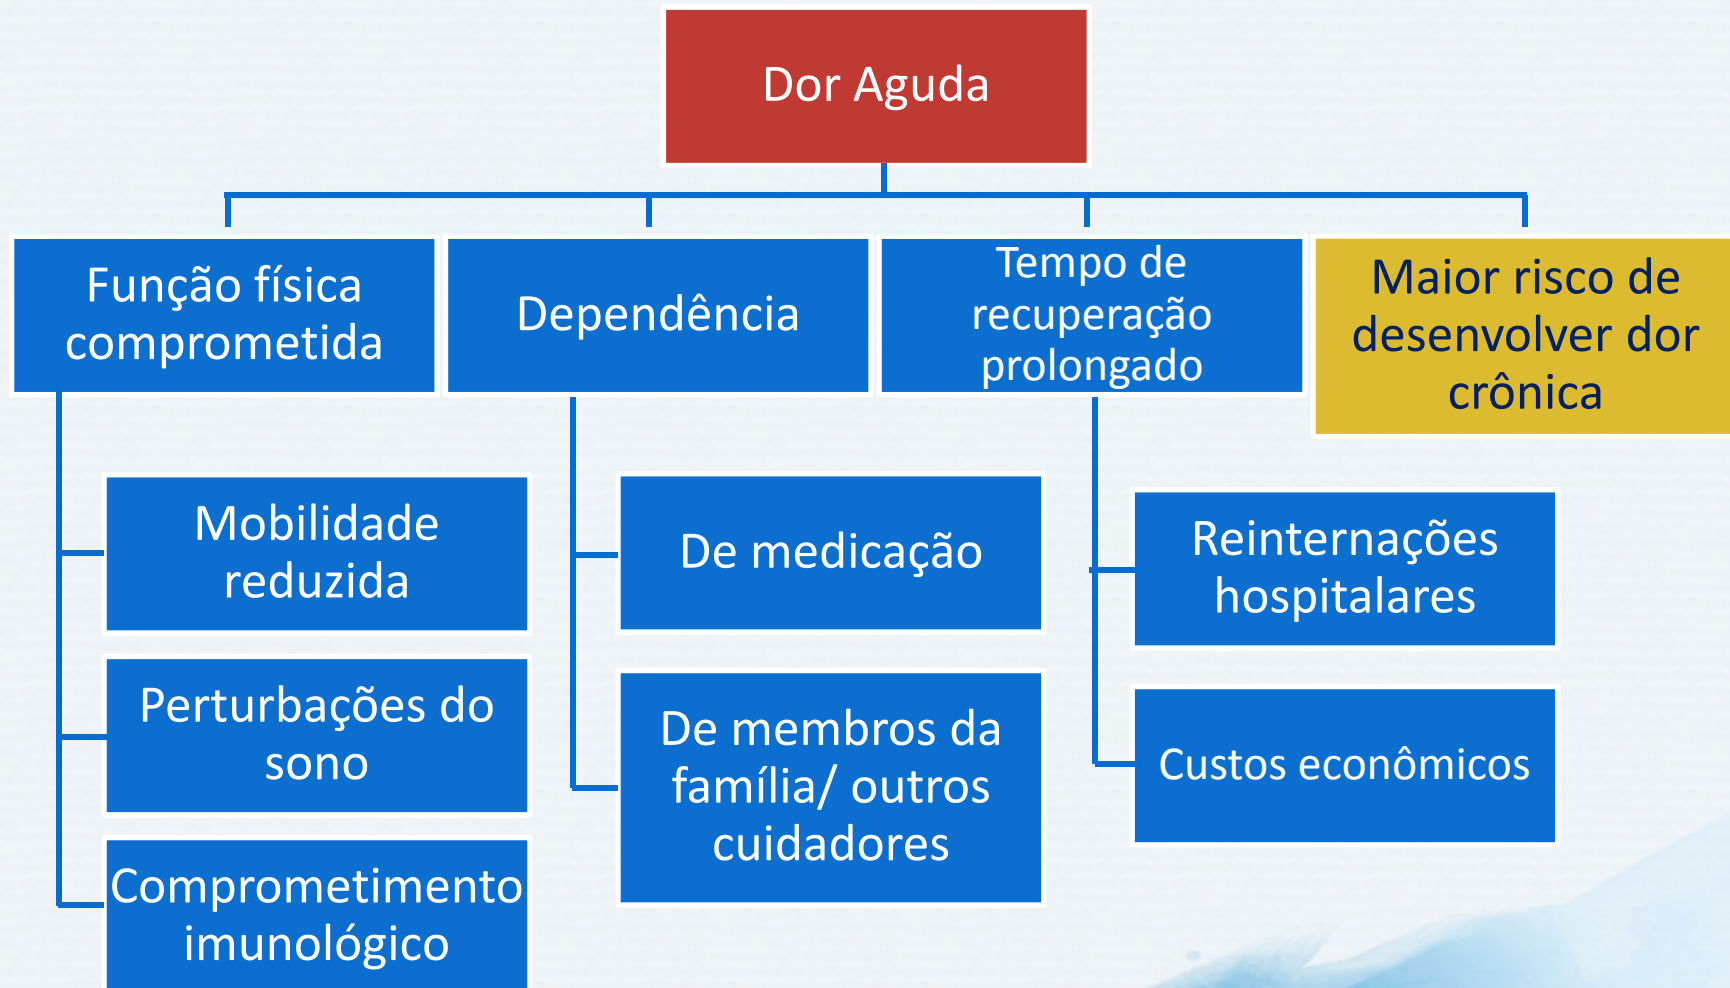 Dor Aguda
Função física
comprometida
Dependência
Tempo de
recuperação
prolongado
Maior risco de
desenvolver dor
crônica
Mobilidade
reduzida
Perturbações do
sono
Comprometimento
imunológico
De medicação
De membros da
família/ outros
cuidadores
Reinternações
hospitalares
Custos econômicos